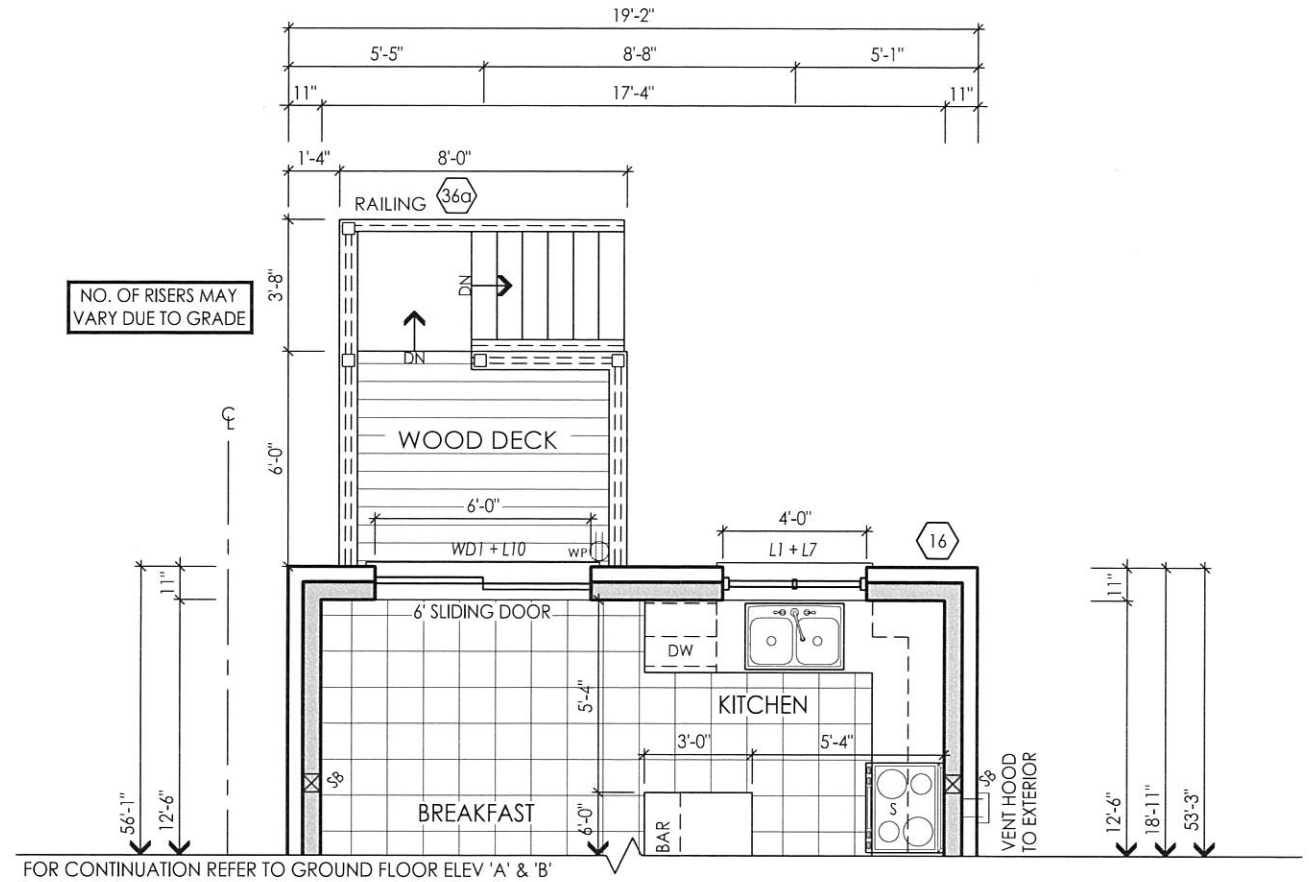 19'-2"
5'-5" 8'-8" 5'-1"
11" 17'-4" 11"
1'-4" 8'-0"
RAILING 36a
3'-8"
NO. OF RISERS MAY
VARY DUE TO GRADE
DN
DN
CL
WOOD DECK
6'-0"
6'-0"
4'-0"
WD1 + L10
WP
L1 + L7
16
11"
11"
6' SLIDING DOOR
DW
KITCHEN
5'-4"
3'-0" 5'-4"
SB
SB
BREAKFAST
6'-0"
BAR
S
VENT HOOD
TO EXTERIOR
56'-1"
12'-6"
12'-6"
18'-11"
53'-3"
FOR CONTINUATION REFER TO GROUND FLOOR ELEV 'A' & 'B'